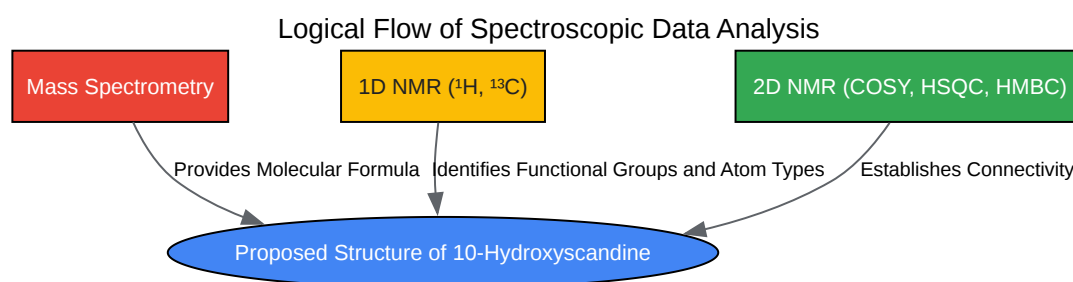 Logical Flow of Spectroscopic Data Analysis
Mass Spectrometry
1D NMR (¹H, ¹³C)
2D NMR (COSY, HSQC, HMBC)
Provides Molecular Formula
Identifies Functional Groups and Atom Types
Establishes Connectivity
Proposed Structure of 10-Hydroxyscandine